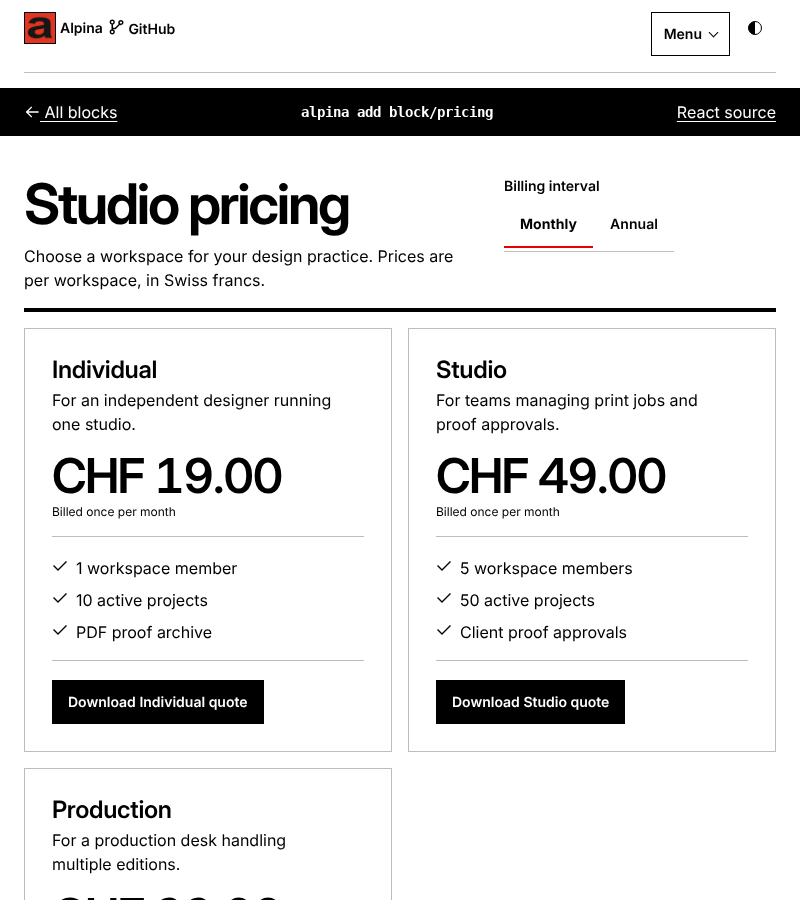 a Alpina GitHub
Menu
← All blocks
alpina add block/pricing
React source
Studio pricing
Choose a workspace for your design practice. Prices are
per workspace, in Swiss francs.
Billing interval
Monthly
Annual
Individual
For an independent designer running
one studio.
CHF 19.00
Billed once per month
1 workspace member
10 active projects
PDF proof archive
Download Individual quote
Studio
For teams managing print jobs and
proof approvals.
CHF 49.00
Billed once per month
5 workspace members
50 active projects
Client proof approvals
Download Studio quote
Production
For a production desk handling
multiple editions.